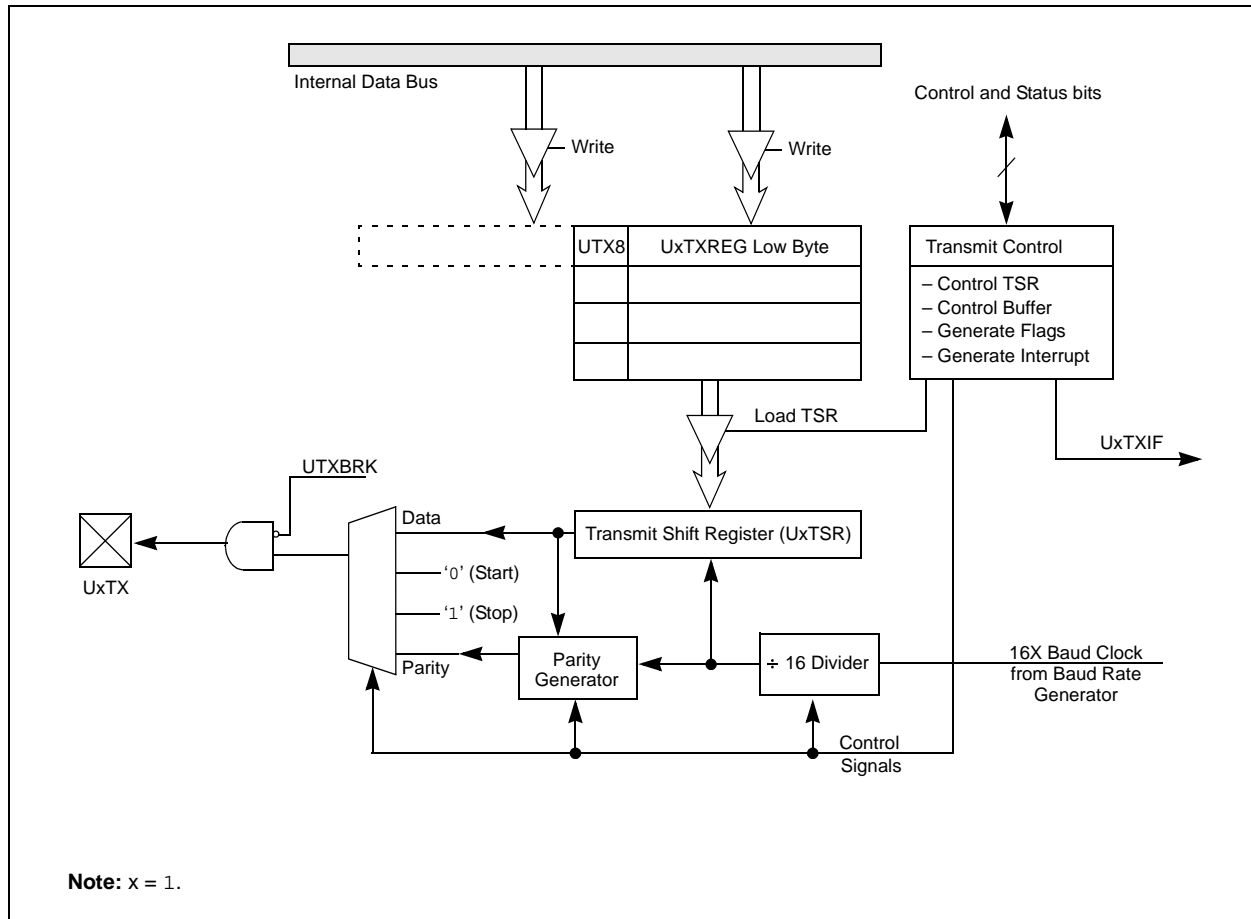 Internal Data Bus
Control and Status bits
Write
Write
UTX8
UxTXREG Low Byte
Transmit Control
– Control TSR
– Control Buffer
– Generate Flags
– Generate Interrupt
Load TSR
UxTXIF
UTXBRK
Data
Transmit Shift Register (UxTSR)
UxTX
‘0’ (Start)
‘1’ (Stop)
Parity
Parity
Generator
÷ 16 Divider
16X Baud Clock
from Baud Rate
Generator
Control
Signals
Note: x = 1.